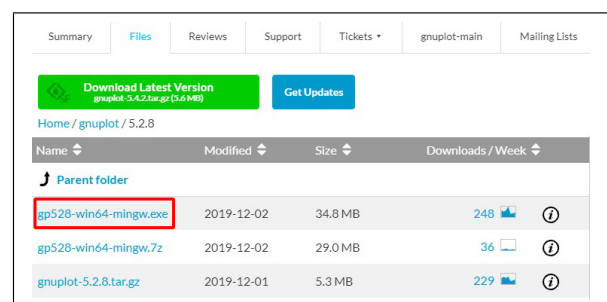 Summary Files Reviews Support Tickets gnuplot-main Mailing Lists
Download Latest Version
gnuplot-5.4.2.tar.gz (5.6 MB)
Get Updates
Home / gnuplot / 5.2.8
Name Modified Size Downloads / Week
Parent folder
gp528-win64-mingw.exe 2019-12-02 34.8 MB 248 i
gp528-win64-mingw.7z 2019-12-02 29.0 MB 36 i
gnuplot-5.2.8.tar.gz 2019-12-01 5.3 MB 229 i